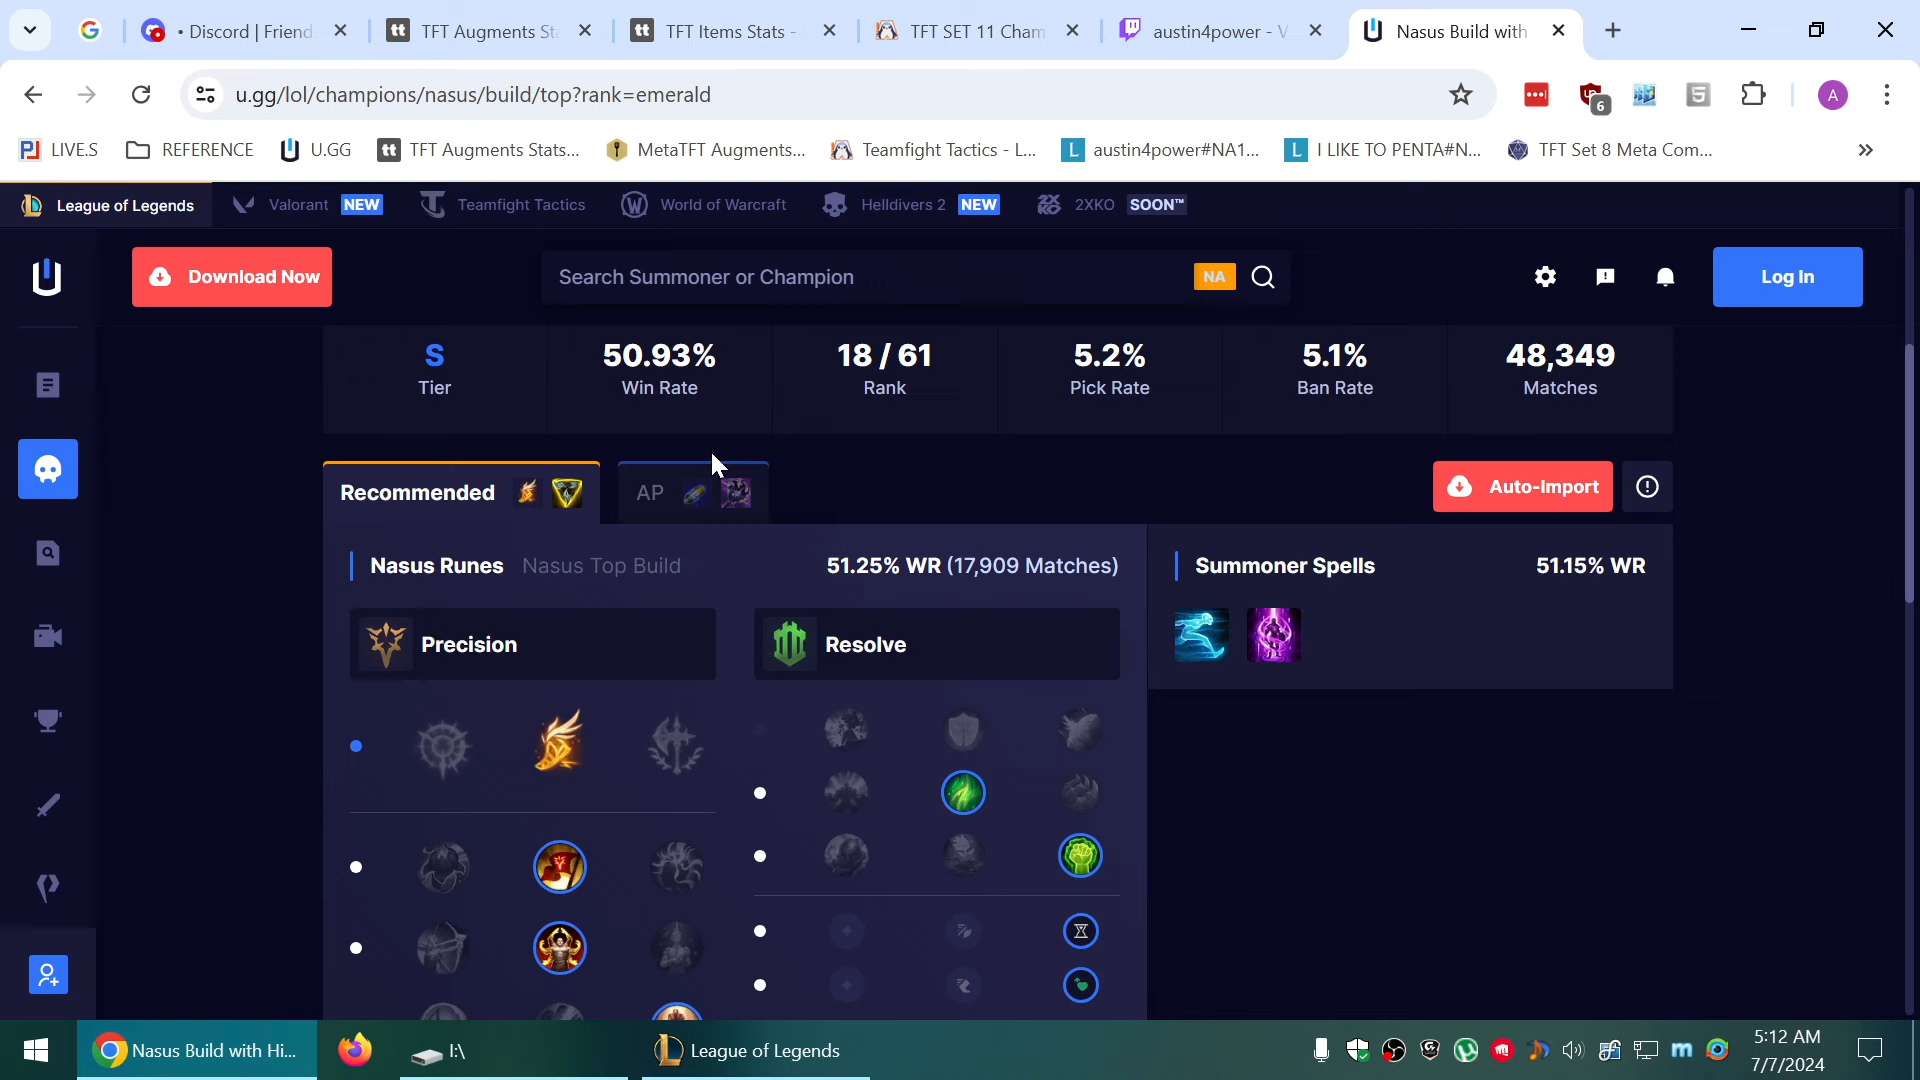 • Discord | Friend
TFT Augments Sta
TFT Items Stats -
TFT SET 11 Cham
austin4power - V
Nasus Build with
u.gg/lol/champions/nasus/build/top?rank=emerald
6
A
LIVE.S
REFERENCE
U.GG
TFT Augments Stats...
MetaTFT Augments...
Teamfight Tactics - L...
austin4power#NA1...
I LIKE TO PENTA#N...
TFT Set 8 Meta Com...
League of Legends
Valorant NEW
Teamfight Tactics
World of Warcraft
Helldivers 2 NEW
2XKO SOON™
Download Now
Search Summoner or Champion
NA
Log In
S
Tier
50.93%
Win Rate
18 / 61
Rank
5.2%
Pick Rate
5.1%
Ban Rate
48,349
Matches
Recommended
AP
Auto-Import
Nasus Runes Nasus Top Build
51.25% WR (17,909 Matches)
Summoner Spells
51.15% WR
Precision
Resolve
Nasus Build with Hi...
I:\
League of Legends
5:12 AM
7/7/2024